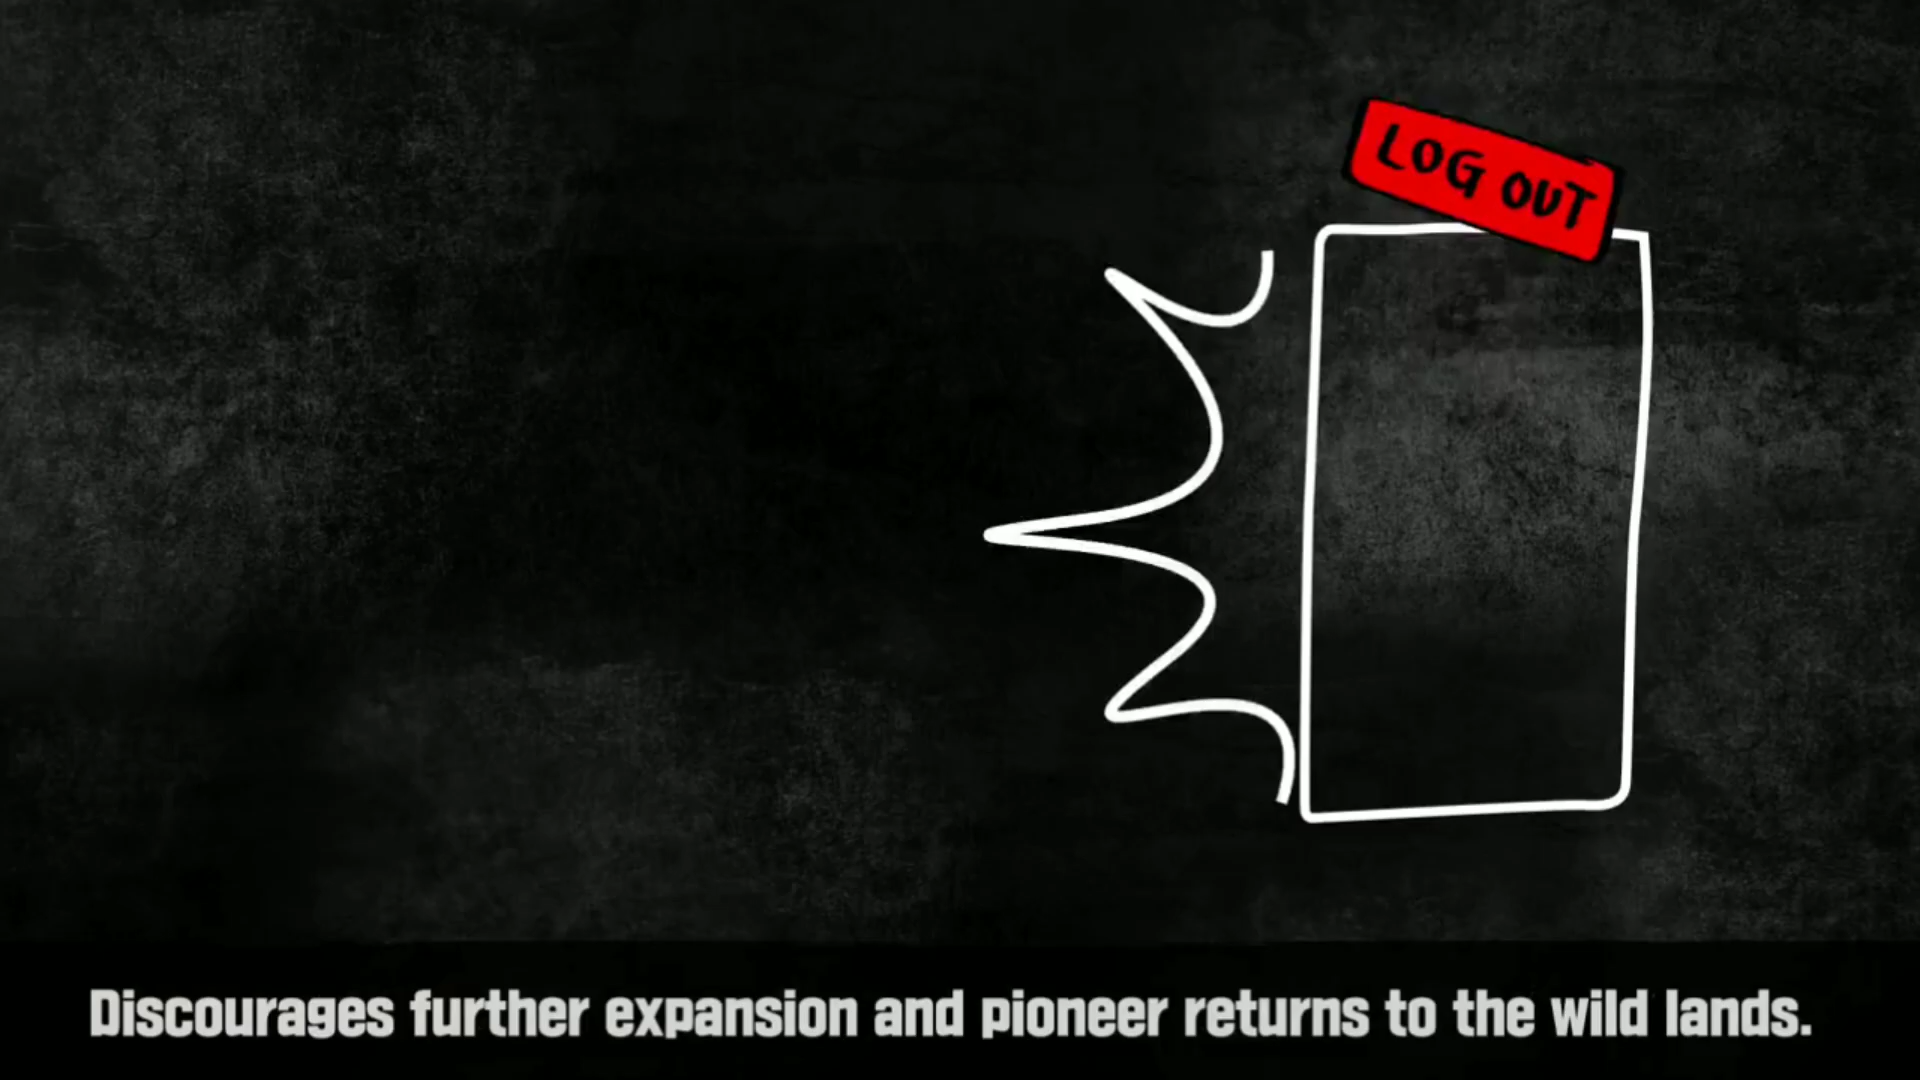 LOG OUT
Discourages further expansion and pioneer returns to the wild lands.